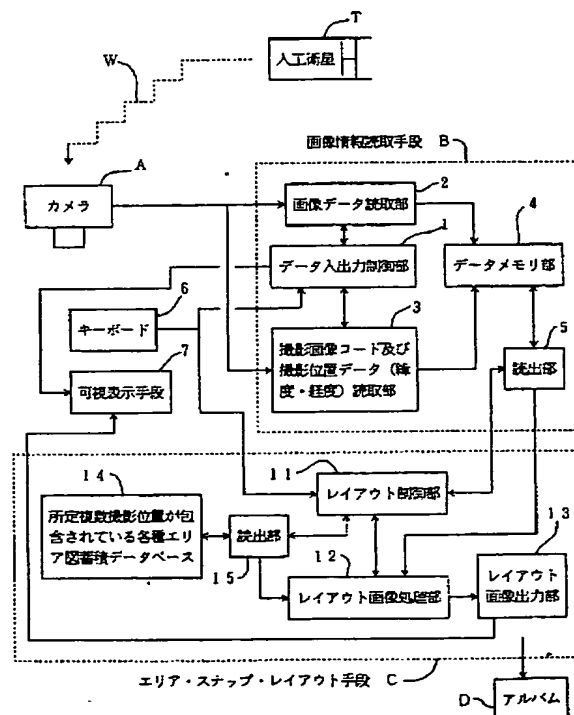 T
人工衛星
W
画像情報読取手段 B
A
カメラ
2
画像データ読取部
1
4
データ入出力制御部
データメモリ部
6
キーボード
3
撮影画像コード及び
撮影位置データ(緯
度・経度)読取部
5
読出部
7
可視表示手段
14
11
レイアウト制御部
所定複数撮影位置が包
含されている各種エリ
ア図蓄積データベース
読出部
15
12
レイアウト画像処理部
13
レイアウト
画像出力部
エリア・スナップ・レイアウト手段 C
D
アルバム